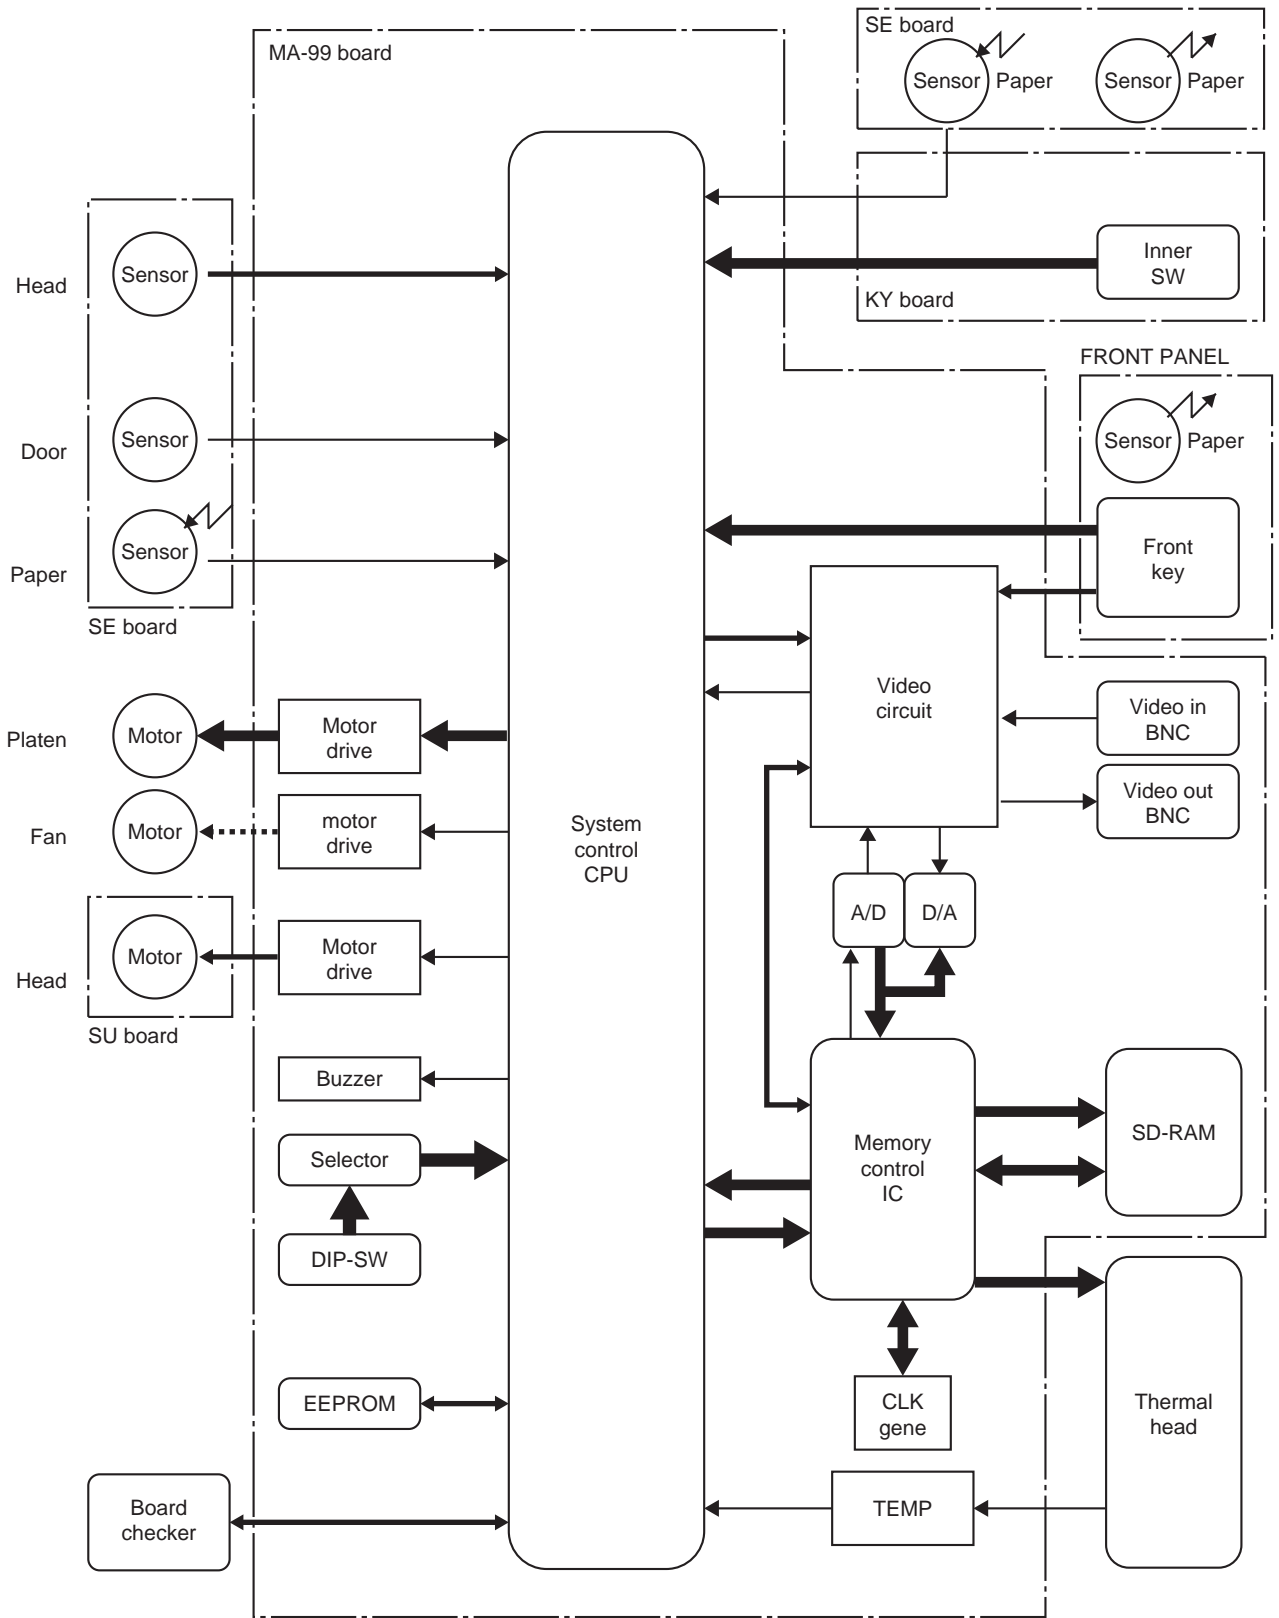 SE board
MA-99 board
Sensor Paper
Sensor Paper
Head
Sensor
Inner
SW
KY board
FRONT PANEL
Door
Sensor
Sensor Paper
Paper
Sensor
SE board
Front
key
Platen
Motor
Motor
drive
Video
circuit
Video in
BNC
Video out
BNC
Fan
Motor
motor
drive
System
control
CPU
A/D
D/A
Head
Motor
Motor
drive
SU board
Buzzer
Selector
DIP-SW
Memory
control
IC
SD-RAM
EEPROM
CLK
gene
Thermal
head
Board
checker
TEMP